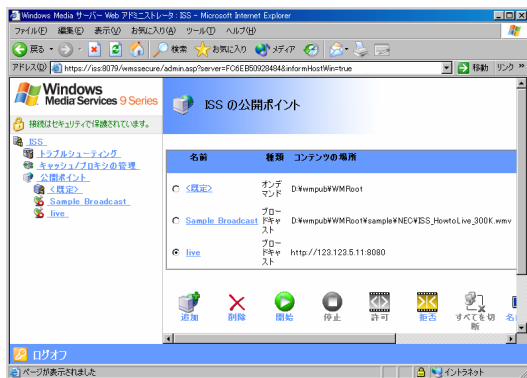 Windows Media サーバー Web アドミニストレータ : ISS - Microsoft Internet Explorer
ファイル(F) 編集(E) 表示(V) お気に入り(A) ツール(T) ヘルプ(H)
戻る 検索 お気に入り メディア
アドレス(D) https://iss:8079/wmssecure/admin.asp?server=FC6EB50928484&informHostWin=true 移動 リンク »
Windows
Media Services 9 Series
接続はセキュリティで保護されています。
ISS
トラブルシューティング
キャッシュ/プロキシの管理
公開ポイント
<既定>
Sample Broadcast
live
ISS の公開ポイント
名前 種類 コンテンツの場所
<既定> オンデマンド D:¥wmpub¥WMRoot
Sample Broadcast ブロードキャスト D:¥wmpub¥WMRoot¥sample¥NEC¥ISS_HowtoLive_300K.wmv
live ブロードキャスト http://123.123.5.11:8080
追加 削除 開始 停止 許可 拒否 すべてを切断
ログオフ
ページが表示されました イントラネット